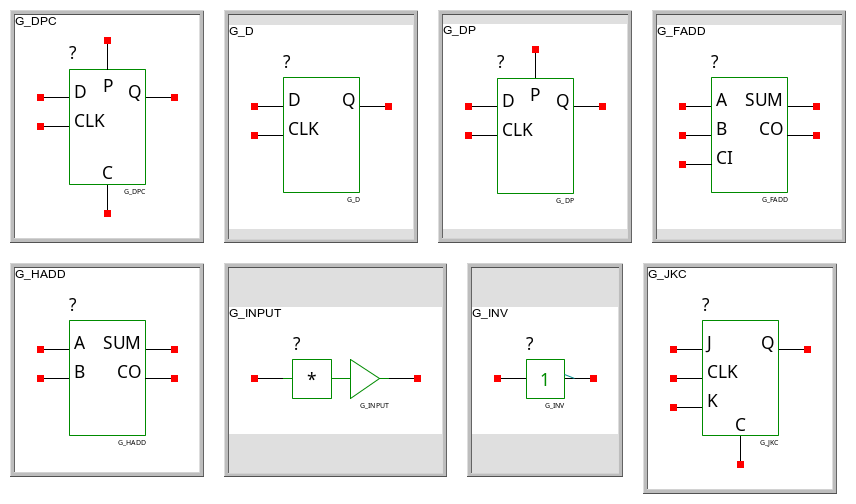 G_DPC
?
P
D Q
CLK
C
G_DPC
G_D
?
D Q
CLK
G_D
G_DP
?
P
D Q
CLK
G_DP
G_FADD
?
A SUM
B CO
CI
G_FADD
G_HADD
?
A SUM
B CO
G_HADD
G_INPUT
?
*
G_INPUT
G_INV
?
1
G_INV
G_JKC
?
J Q
CLK
K
C
G_JKC